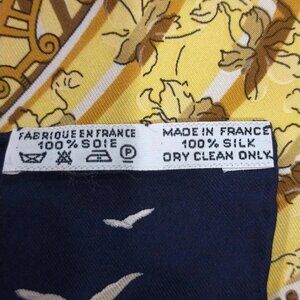 FABRIQUE EN FRANCE
100% SOIE
P
MADE IN FRANCE
100% SILK
DRY CLEAN ONLY